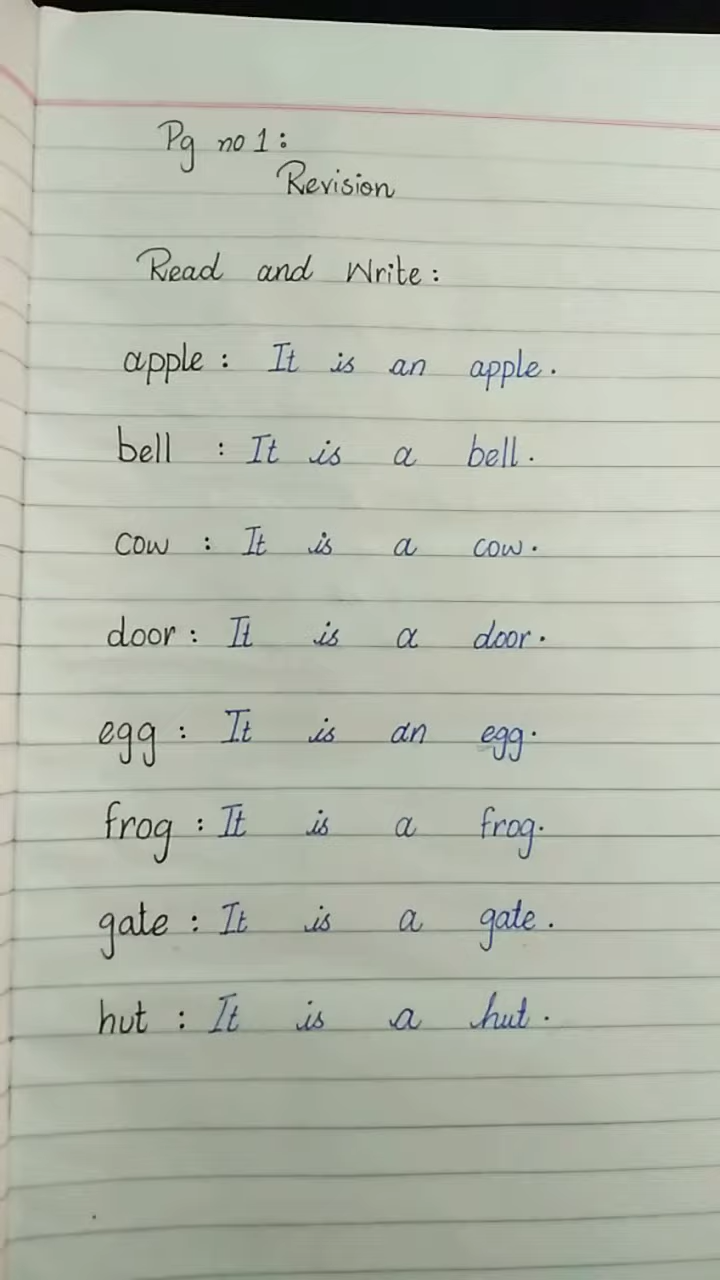 Pg no 1:
Revision
Read and Write:
apple: It is an apple.
bell : It is a bell.
cow : It is a cow.
door: It is a door.
egg : It is an egg.
frog : It is a frog.
gate : It is a gate.
hut : It is a hut.